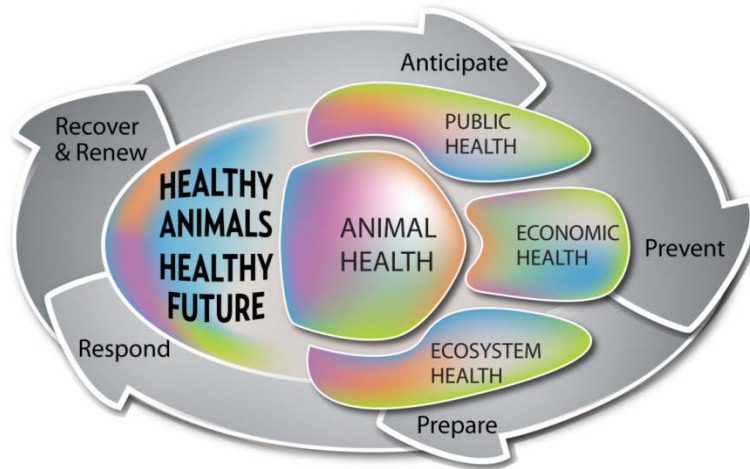 Anticipate
Recover
& Renew
PUBLIC
HEALTH
HEALTHY
ANIMALS
HEALTHY
FUTURE
ANIMAL
HEALTH
ECONOMIC
HEALTH
Prevent
Respond
ECOSYSTEM
HEALTH
Prepare